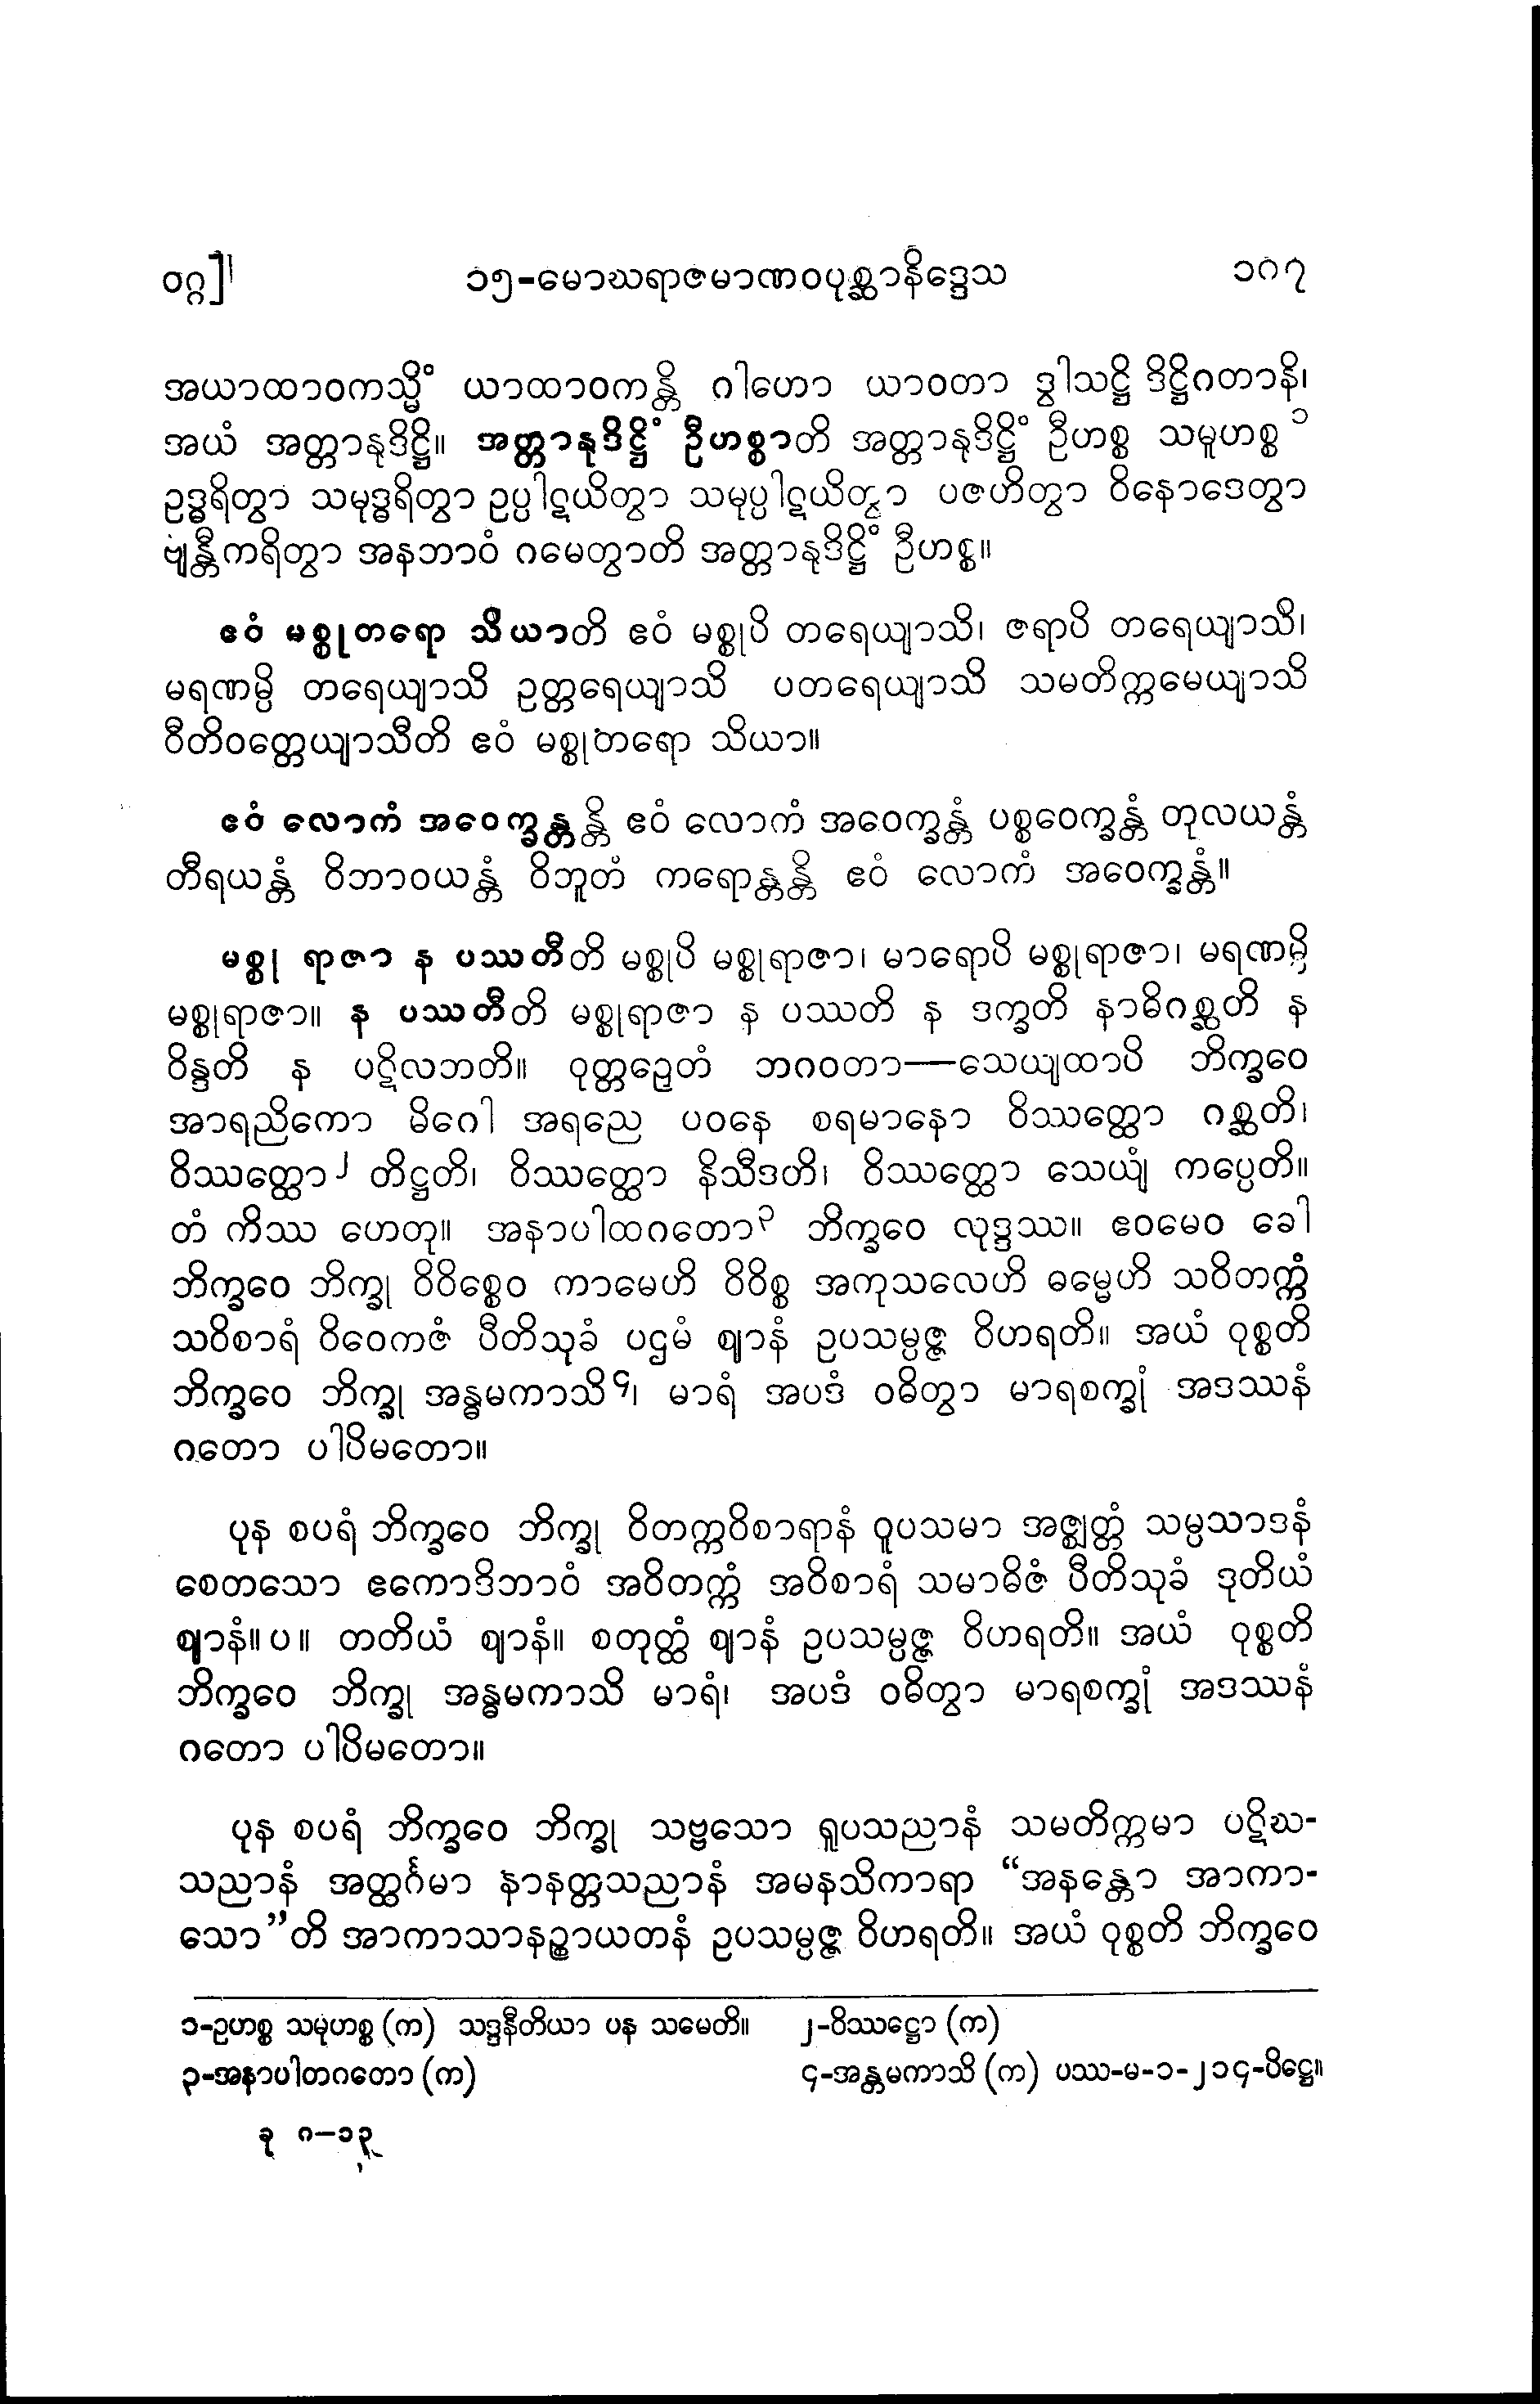 ဝဂ္ဂ] ၁၅-မောဃရာဇမာဏဝပုစ္ဆာနိဒ္ဒေသ ၁၈၇
အယာထာဝကသ္မိံ ယာထာဝကန္တိ ဂါဟော ယာဝတာ ဒွါသဋ္ဌိ ဒိဋ္ဌိဂတာနိ၊
အယံ အတ္တာနုဒိဋ္ဌိ။ အတ္တာနုဒိဋ္ဌိံ ဦဟစ္စာတိ အတ္တာနုဒိဋ္ဌိံ ဦဟစ္စ သမူဟစ္စ ၁
ဥဒ္ဓရိတွာ သမုဒ္ဓရိတွာ ဥပ္ပါဋယိတွာ သမုပ္ပါဋယိတွာ ပဇဟိတွာ ဝိနောဒေတွာ
ဗျန္တီကရိတွာ အနဘာဝံ ဂမေတွာတိ အတ္တာနုဒိဋ္ဌိံ ဦဟစ္စ။
ဧဝံ မစ္စုတရော သိယာတိ ဧဝံ မစ္စုပိ တရေယျာသိ၊ ဇရာပိ တရေယျာသိ၊
မရဏမ္ပိ တရေယျာသိ ဥတ္တရေယျာသိ ပတရေယျာသိ သမတိက္ကမေယျာသိ
ဝီတိဝတ္တေယျာသီတိ ဧဝံ မစ္စုတရော သိယာ။
ဧဝံ လောကံ အဝေက္ခန္တန္တိ ဧဝံ လောကံ အဝေက္ခန္တံ ပစ္စဝေက္ခန္တံ တုလယန္တံ
တီရယန္တံ ဝိဘာဝယန္တံ ဝိဘူတံ ကရောန္တန္တိ ဧဝံ လောကံ အဝေက္ခန္တံ။
မစ္စု ရာဇာ န ပဿတီတိ မစ္စုပိ မစ္စုရာဇာ၊ မာရောပိ မစ္စုရာဇာ၊ မရဏမ္ပိ
မစ္စုရာဇာ။ န ပဿတီတိ မစ္စုရာဇာ န ပဿတိ န ဒက္ခတိ နာဓိဂစ္ဆတိ န
ဝိန္ဒတိ န ပဋိလဘတိ။ ဝုတ္တဉှေတံ ဘဂဝတာ—သေယျထာပိ ဘိက္ခဝေ
အာရညိကော မိဂေါ အရညေ ပဝနေ စရမာနော ဝိဿတ္ထော ဂစ္ဆတိ၊
ဝိဿတ္ထော ၂ တိဋ္ဌတိ၊ ဝိဿတ္ထော နိသီဒတိ၊ ဝိဿတ္ထော သေယျံ ကပ္ပေတိ။
တံ ကိဿ ဟေတု။ အနာပါထဂတော ၃ ဘိက္ခဝေ လုဒ္ဒဿ။ ဧဝမေဝ ခေါ
ဘိက္ခဝေ ဘိက္ခု ဝိဝိစ္စေဝ ကာမေဟိ ဝိဝိစ္စ အကုသလေဟိ ဓမ္မေဟိ သဝိတက္ကံ
သဝိစာရံ ဝိဝေကဇံ ပီတိသုခံ ပဌမံ ဈာနံ ဥပသမ္ပဇ္ဇ ဝိဟရတိ။ အယံ ဝုစ္စတိ
ဘိက္ခဝေ ဘိက္ခု အန္ဓမကာသိ ၄၊ မာရံ အပဒံ ဝဓိတွာ မာရစက္ခုံ အဒဿနံ
ဂတော ပါပိမတော။
ပုန စပရံ ဘိက္ခဝေ ဘိက္ခု ဝိတက္ကဝိစာရာနံ ဝူပသမာ အဇ္ဈတ္တံ သမ္ပသာဒနံ
စေတသော ဧကောဒိဘာဝံ အဝိတက္ကံ အဝိစာရံ သမာဓိဇံ ပီတိသုခံ ဒုတိယံ
ဈာနံ။ ပ ။ တတိယံ ဈာနံ။ စတုတ္ထံ ဈာနံ ဥပသမ္ပဇ္ဇ ဝိဟရတိ။ အယံ ဝုစ္စတိ
ဘိက္ခဝေ ဘိက္ခု အန္ဓမကာသိ မာရံ၊ အပဒံ ဝဓိတွာ မာရစက္ခုံ အဒဿနံ
ဂတော ပါပိမတော။
ပုန စပရံ ဘိက္ခဝေ ဘိက္ခု သဗ္ဗသော ရူပသညာနံ သမတိက္ကမာ ပဋိဃ-
သညာနံ အတ္ထင်္ဂမာ နာနတ္တသညာနံ အမနသိကာရာ “အနန္တော အာကာ-
သော”တိ အာကာသာနဉ္စာယတနံ ဥပသမ္ပဇ္ဇ ဝိဟရတိ။ အယံ ဝုစ္စတိ ဘိက္ခဝေ
၁-ဥဟစ္စ သမုဟစ္စ (က) သဒ္ဒနီတိယာ ပန သမေတိ။ ၂-ဝိဿဋ္ဌော (က)
၃-အနာပါတဂတော (က) ၄-အန္တမကာသိ (က) ပဿ-မ-၁-၂၁၄-ပိဋ္ဌေ။
ခု ၈-၁၃